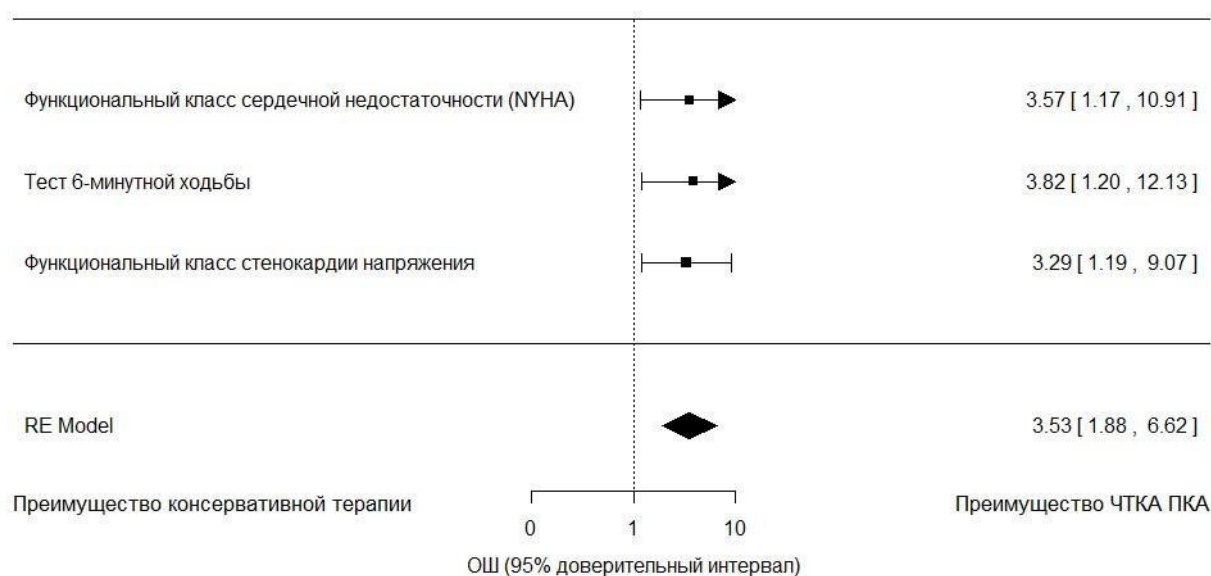 Функциональный класс сердечной недостаточности (NYHA) 3.57 [ 1.17 , 10.91 ]
Тест 6-минутной ходьбы 3.82 [ 1.20 , 12.13 ]
Функциональный класс стенокардии напряжения 3.29 [ 1.19 , 9.07 ]
RE Model 3.53 [ 1.88 , 6.62 ]
Преимущество консервативной терапии Преимущество ЧТКА ПКА
0 1 10
ОШ (95% доверительный интервал)